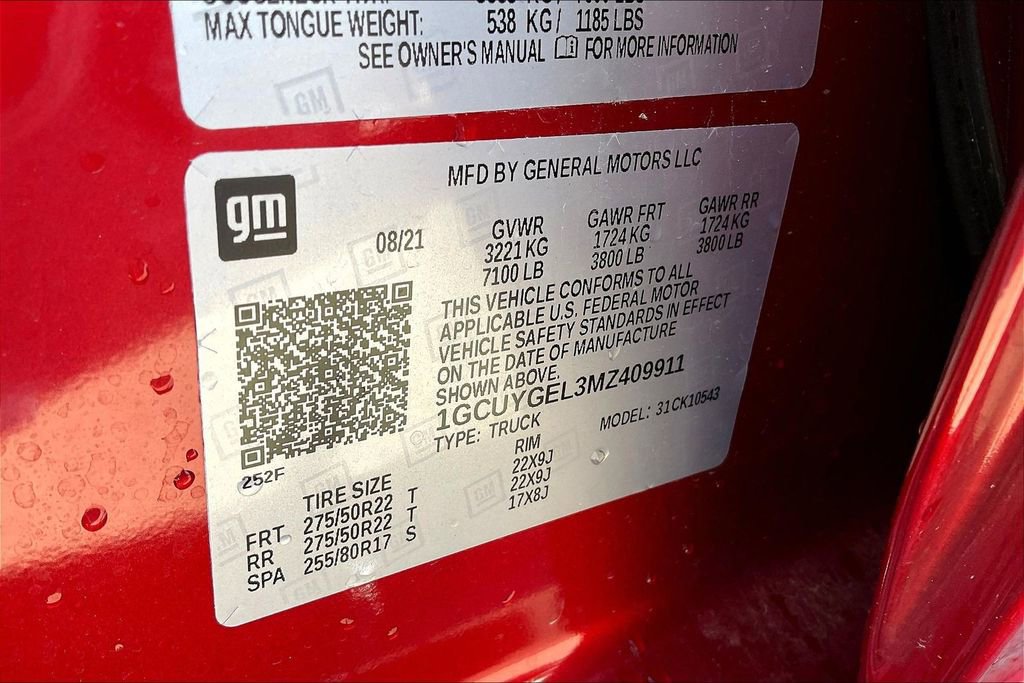 MAX TONGUE WEIGHT: 538 KG/ 1185 LBS
SEE OWNER'S MANUAL FOR MORE INFORMATION
GM
gm
MFD BY GENERAL MOTORS LLC
08/21
GVWR GAWR FRT GAWR RR
3221 KG 1724 KG 1724 KG
7100 LB 3800 LB 3800 LB
THIS VEHICLE CONFORMS TO ALL
APPLICABLE U.S. FEDERAL MOTOR
VEHICLE SAFETY STANDARDS IN EFFECT
ON THE DATE OF MANUFACTURE
SHOWN ABOVE.
1GCUYGEL3MZ409911
TYPE: TRUCK MODEL: 31CK10543
252F
TIRE SIZE RIM
FRT 275/50R22 T 22X9J
RR 275/50R22 T 22X9J
SPA 255/80R17 S 17X8J